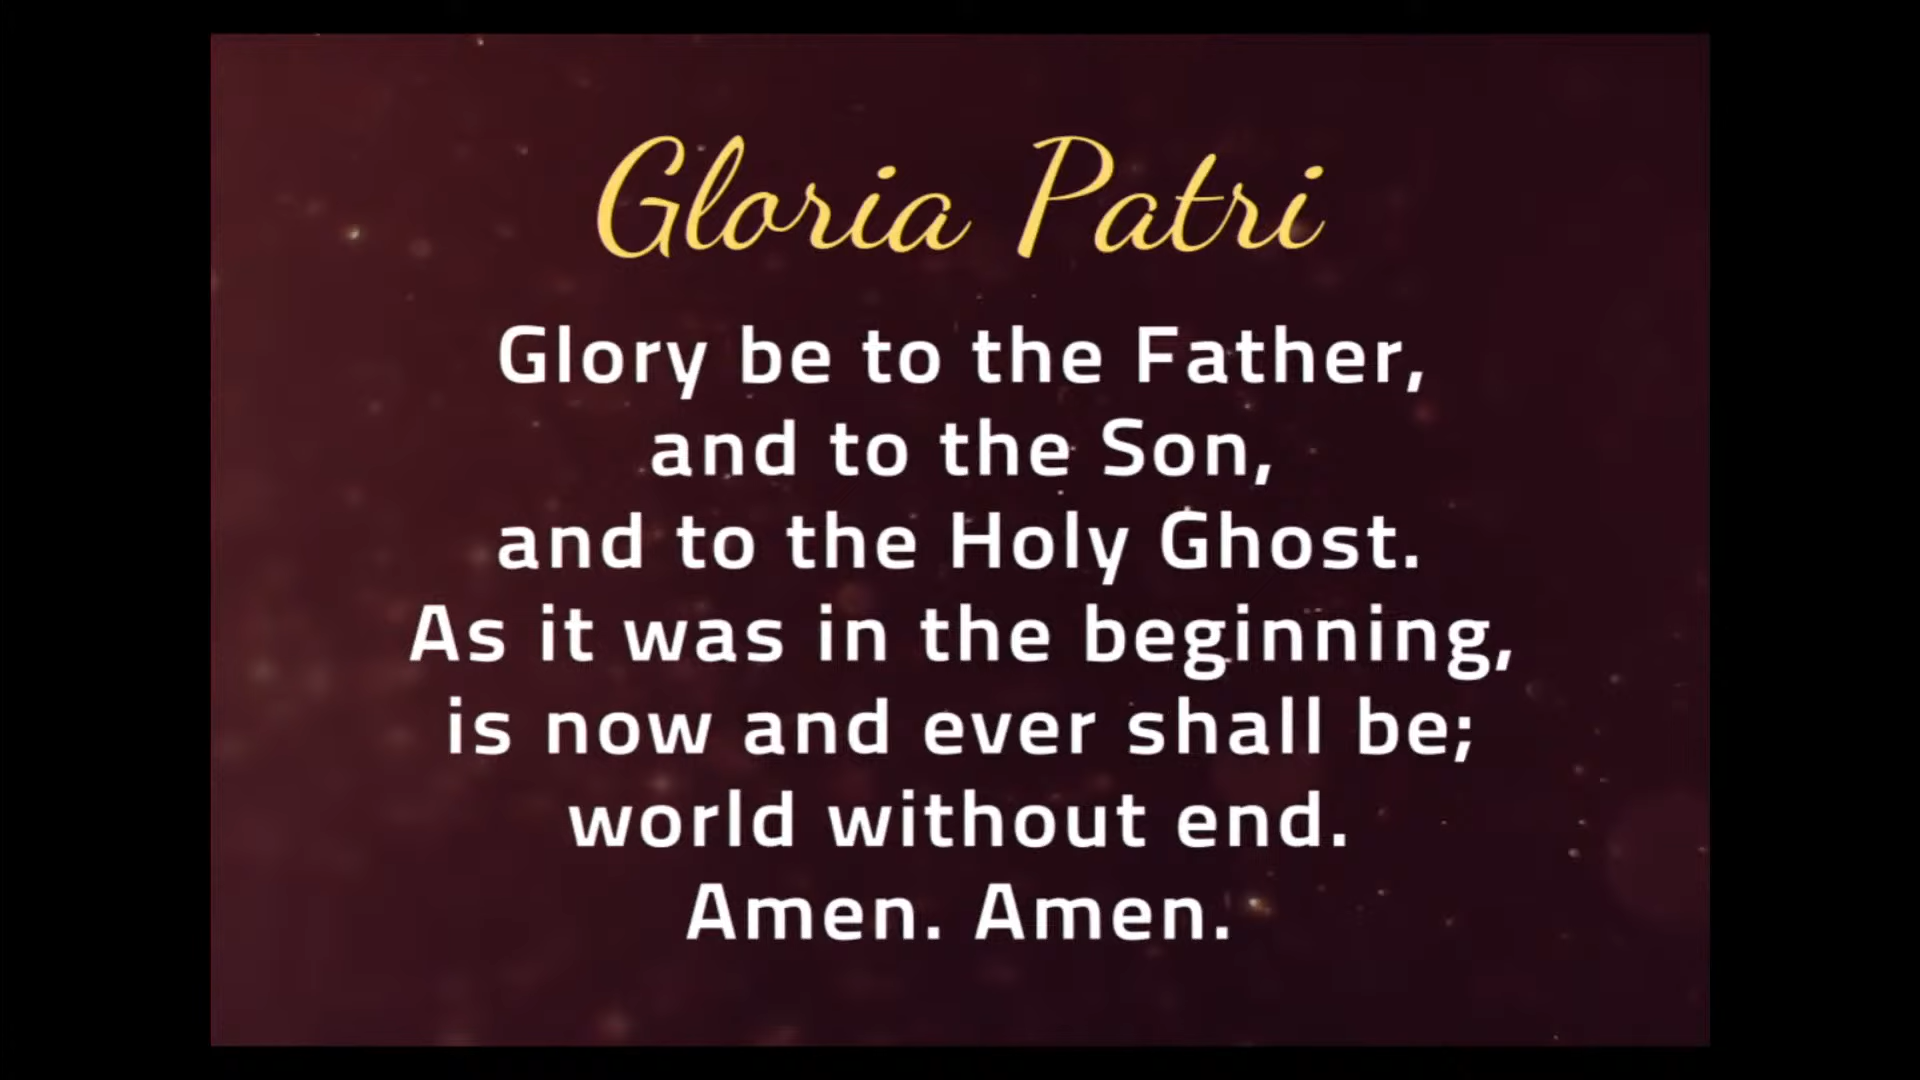 Gloria Patri
Glory be to the Father,
and to the Son,
and to the Holy Ghost.
As it was in the beginning,
is now and ever shall be;
world without end.
Amen. Amen.